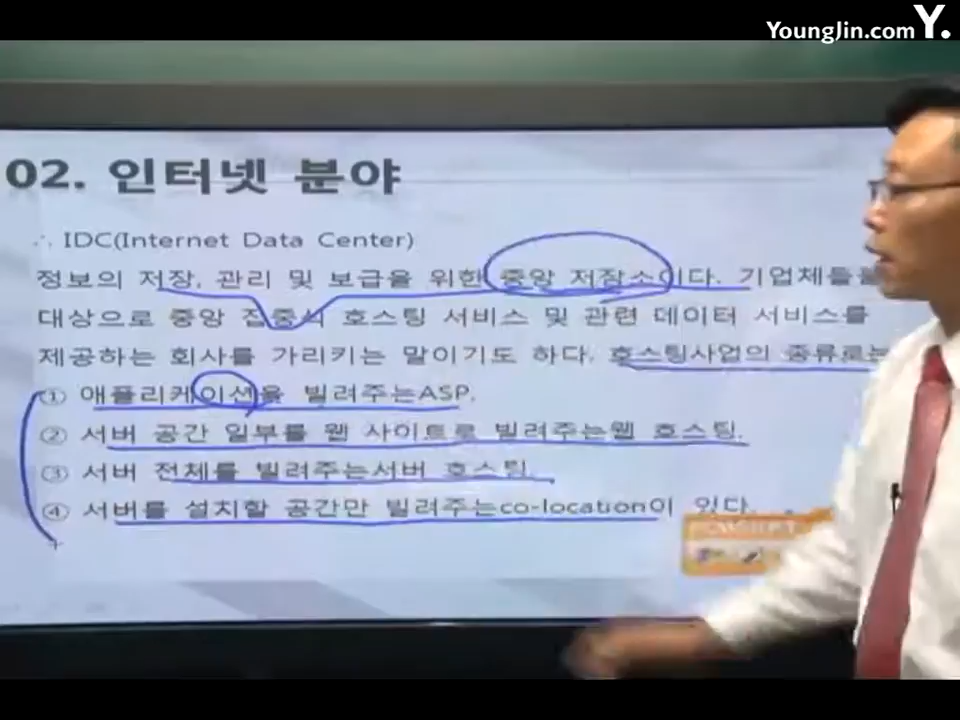 YoungJin.com Y.
02. 인터넷 분야
∴ IDC(Internet Data Center)
정보의 저장, 관리 및 보급을 위한 중앙 저장소이다. 기업체들을
대상으로 중앙 집중식 호스팅 서비스 및 관련 데이터 서비스를
제공하는 회사를 가리키는 말이기도 하다. 호스팅사업의 종류로는
① 애플리케이션을 빌려주는ASP,
② 서버 공간 일부를 웹 사이트로 빌려주는웹 호스팅,
③ 서버 전체를 빌려주는서버 호스팅,
④ 서버를 설치할 공간만 빌려주는co-location이 있다.